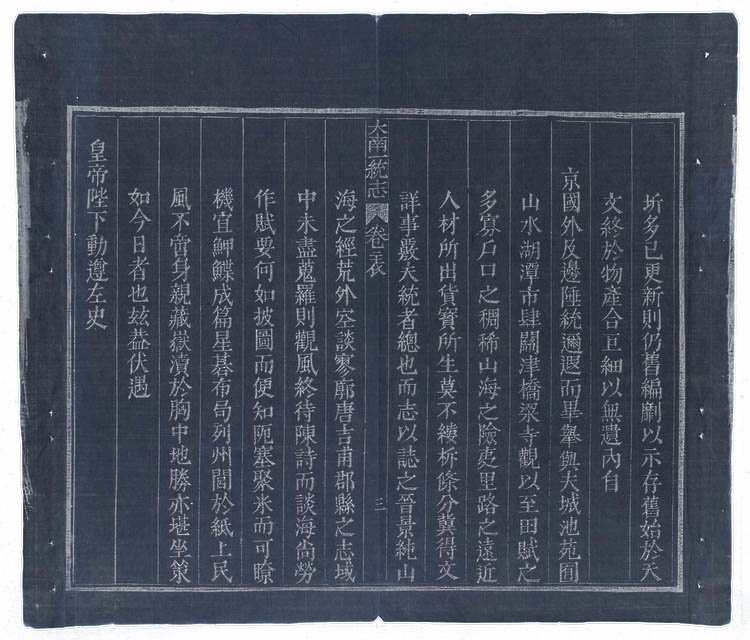 圻多已更新則仍舊編劘以示存舊始於天
文終於物產合巨細以無遺內自
京國外及邊陲統邇遐而畢舉與夫城池苑囿
山水湖潭市肆關津橋梁寺觀以至田賦之
多寡戶口之稠稀山海之險夷里路之遠近
人材所出貨寶所生莫不縷柝條分冀得文
詳事覈夫統者總也而志以誌之晉景純山
大南一統志 卷之首 表 三
海之經荒外空談寥廓唐吉甫郡縣之志域
中未盡蒐羅則觀風終待陳詩而談海尙勞
作賦要何如披圖而便知阨塞聚米而可瞭
機宜鯽鰈成篇星碁布局列州閭於紙上民
風不啻身親藏嶽瀆於胸中地勝亦堪坐策
如今日者也玆葢伏遇
皇帝陛下動遵左史